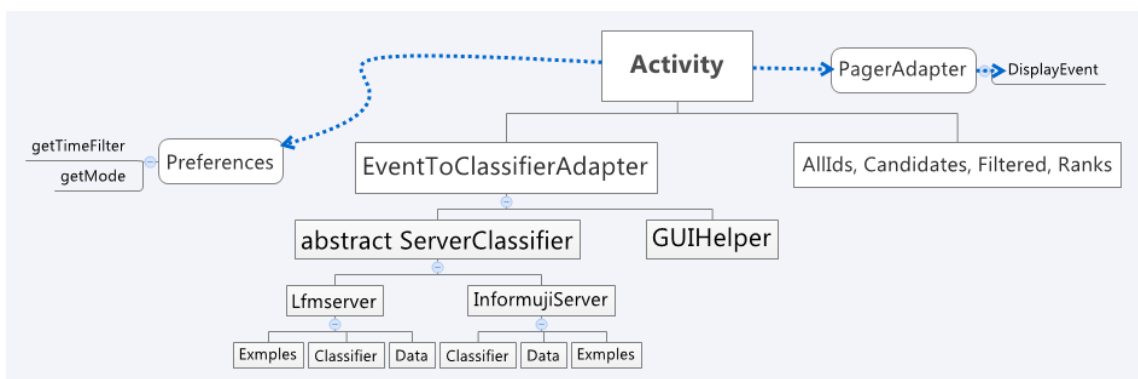 Activity
PagerAdapter
DisplayEvent
getTimeFilter
getMode
Preferences
EventToClassifierAdapter
AllIds, Candidates, Filtered, Ranks
abstract ServerClassifier
GUIHelper
Lfmserver
InformujiServer
Exmples
Classifier
Data
Classifier
Data
Exmples